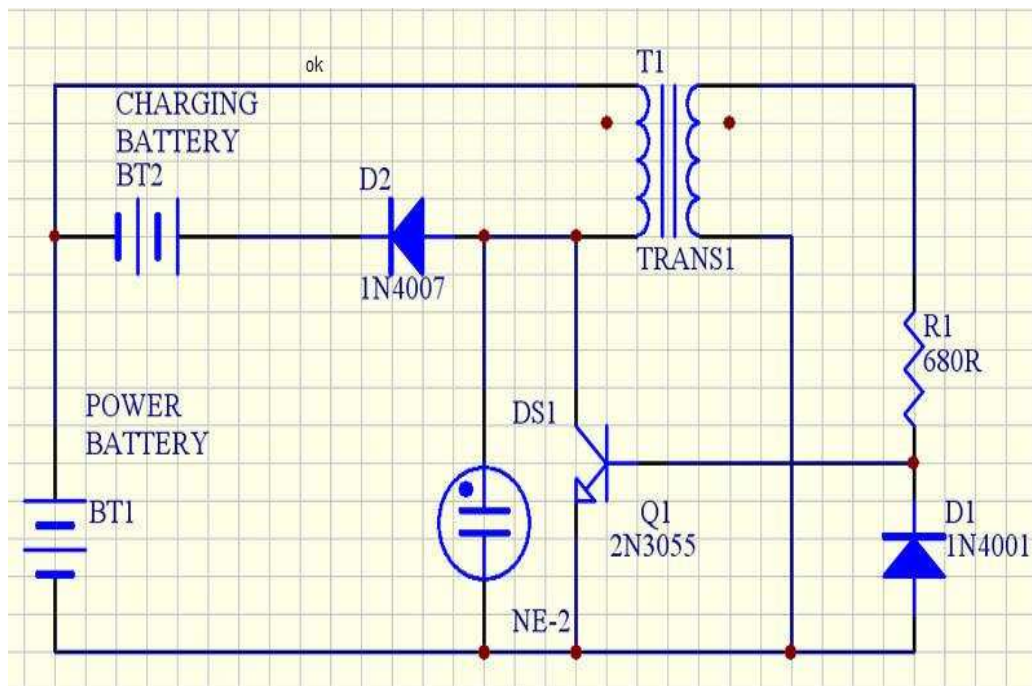 ok
T1
CHARGING
BATTERY
BT2
D2
1N4007
TRANS1
R1
680R
POWER
BATTERY
BT1
DS1
Q1
2N3055
D1
1N4001
NE-2